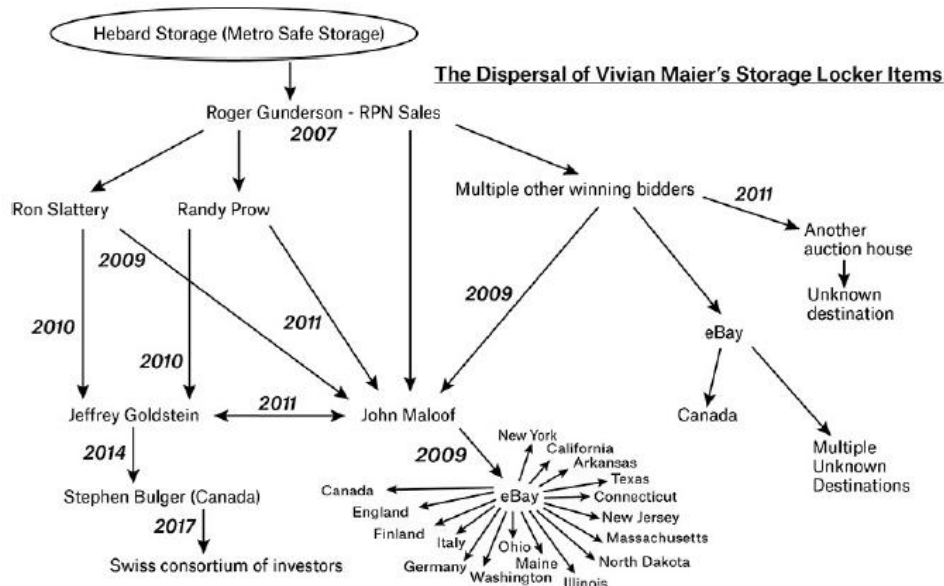 Hebard Storage (Metro Safe Storage)
The Dispersal of Vivian Maier's Storage Locker Items
Roger Gunderson - RPN Sales
2007
Multiple other winning bidders
2011
Ron Slattery
Randy Prow
Another
auction house
2009
2009
Unknown
destination
2010
2011
2010
eBay
Jeffrey Goldstein
2011
John Maloof
Canada
2014
2009
New York
California
Arkansas
Texas
Multiple
Unknown
Destinations
Stephen Bulger (Canada)
Canada
eBay
Connecticut
England
New Jersey
2017
Finland
Italy
Ohio
Massachusetts
Swiss consortium of investors
Germany
Maine
North Dakota
Washington
Illinois